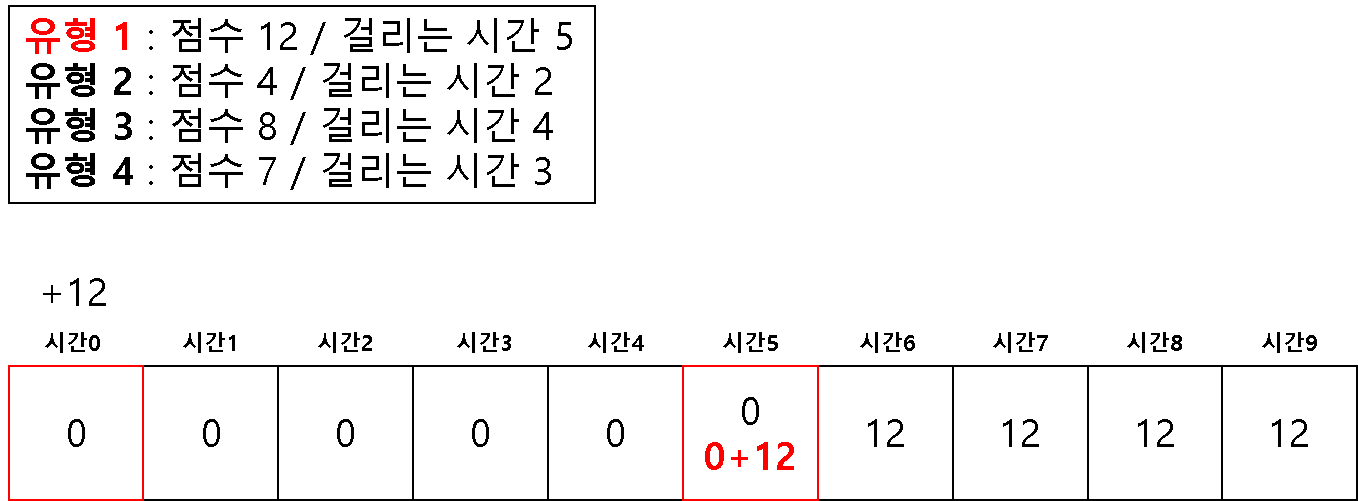 유형 1 : 점수 12 / 걸리는 시간 5
유형 2 : 점수 4 / 걸리는 시간 2
유형 3 : 점수 8 / 걸리는 시간 4
유형 4 : 점수 7 / 걸리는 시간 3
+12
시간0 시간1 시간2 시간3 시간4 시간5 시간6 시간7 시간8 시간9
0 0 0 0 0 0 12 12 12 12
0+12